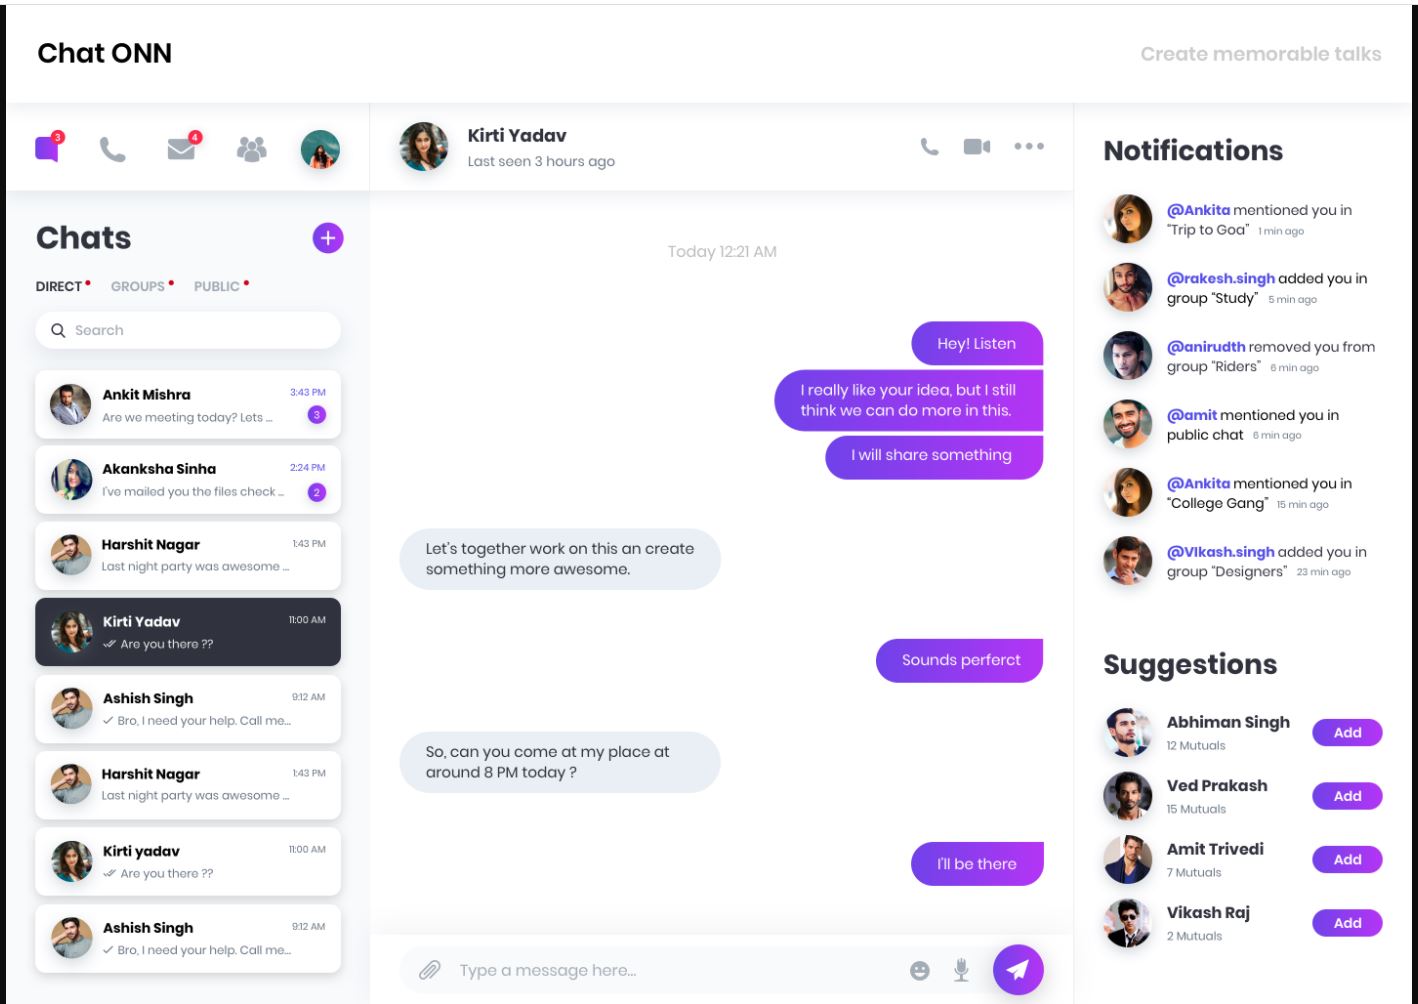 Chat ONN
Create memorable talks
3
4
Chats
+
DIRECT
GROUPS
PUBLIC
Search
Ankit Mishra
3:43 PM
Are we meeting today? Lets ...
3
Akanksha Sinha
2:24 PM
I've mailed you the files check ...
2
Harshit Nagar
1:43 PM
Last night party was awesome ...
Kirti Yadav
11:00 AM
Are you there ??
Ashish Singh
9:12 AM
Bro, I need your help. Call me...
Harshit Nagar
1:43 PM
Last night party was awesome ...
Kirti yadav
11:00 AM
Are you there ??
Ashish Singh
9:12 AM
Bro, I need your help. Call me...
Kirti Yadav
Last seen 3 hours ago
Today 12:21 AM
Hey! Listen
I really like your idea, but I still
think we can do more in this.
I will share something
Let's together work on this an create
something more awesome.
Sounds perferct
So, can you come at my place at
around 8 PM today ?
I'll be there
Type a message here...
Notifications
@Ankita mentioned you in
“Trip to Goa” 1 min ago
@rakesh.singh added you in
group “Study” 5 min ago
@anirudth removed you from
group “Riders” 6 min ago
@amit mentioned you in
public chat 6 min ago
@Ankita mentioned you in
“College Gang” 15 min ago
@VIkash.singh added you in
group “Designers” 23 min ago
Suggestions
Abhiman Singh
12 Mutuals
Add
Ved Prakash
15 Mutuals
Add
Amit Trivedi
7 Mutuals
Add
Vikash Raj
2 Mutuals
Add